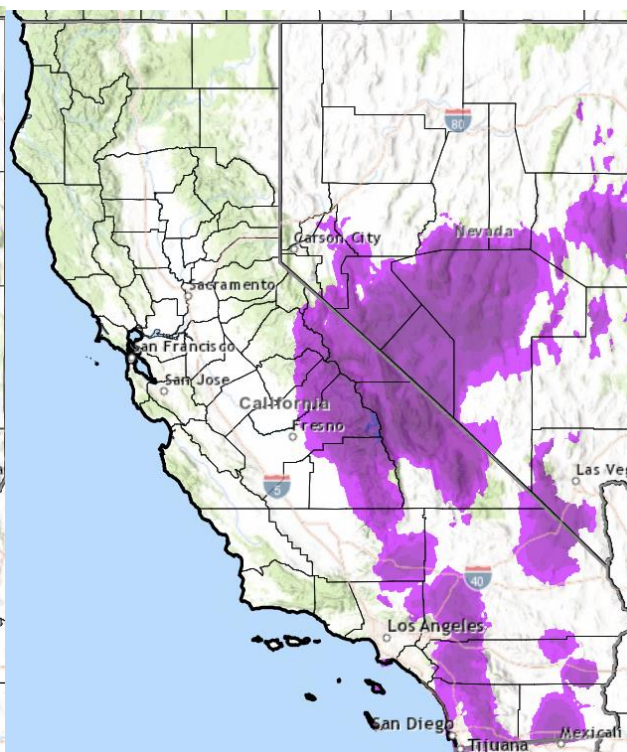 80
Nevada
Carson City
Sacramento
San Francisco
San Jose
California
Fresno
Las Veg
5
40
Los Angeles
San Diego
Mexicali
Tijuana